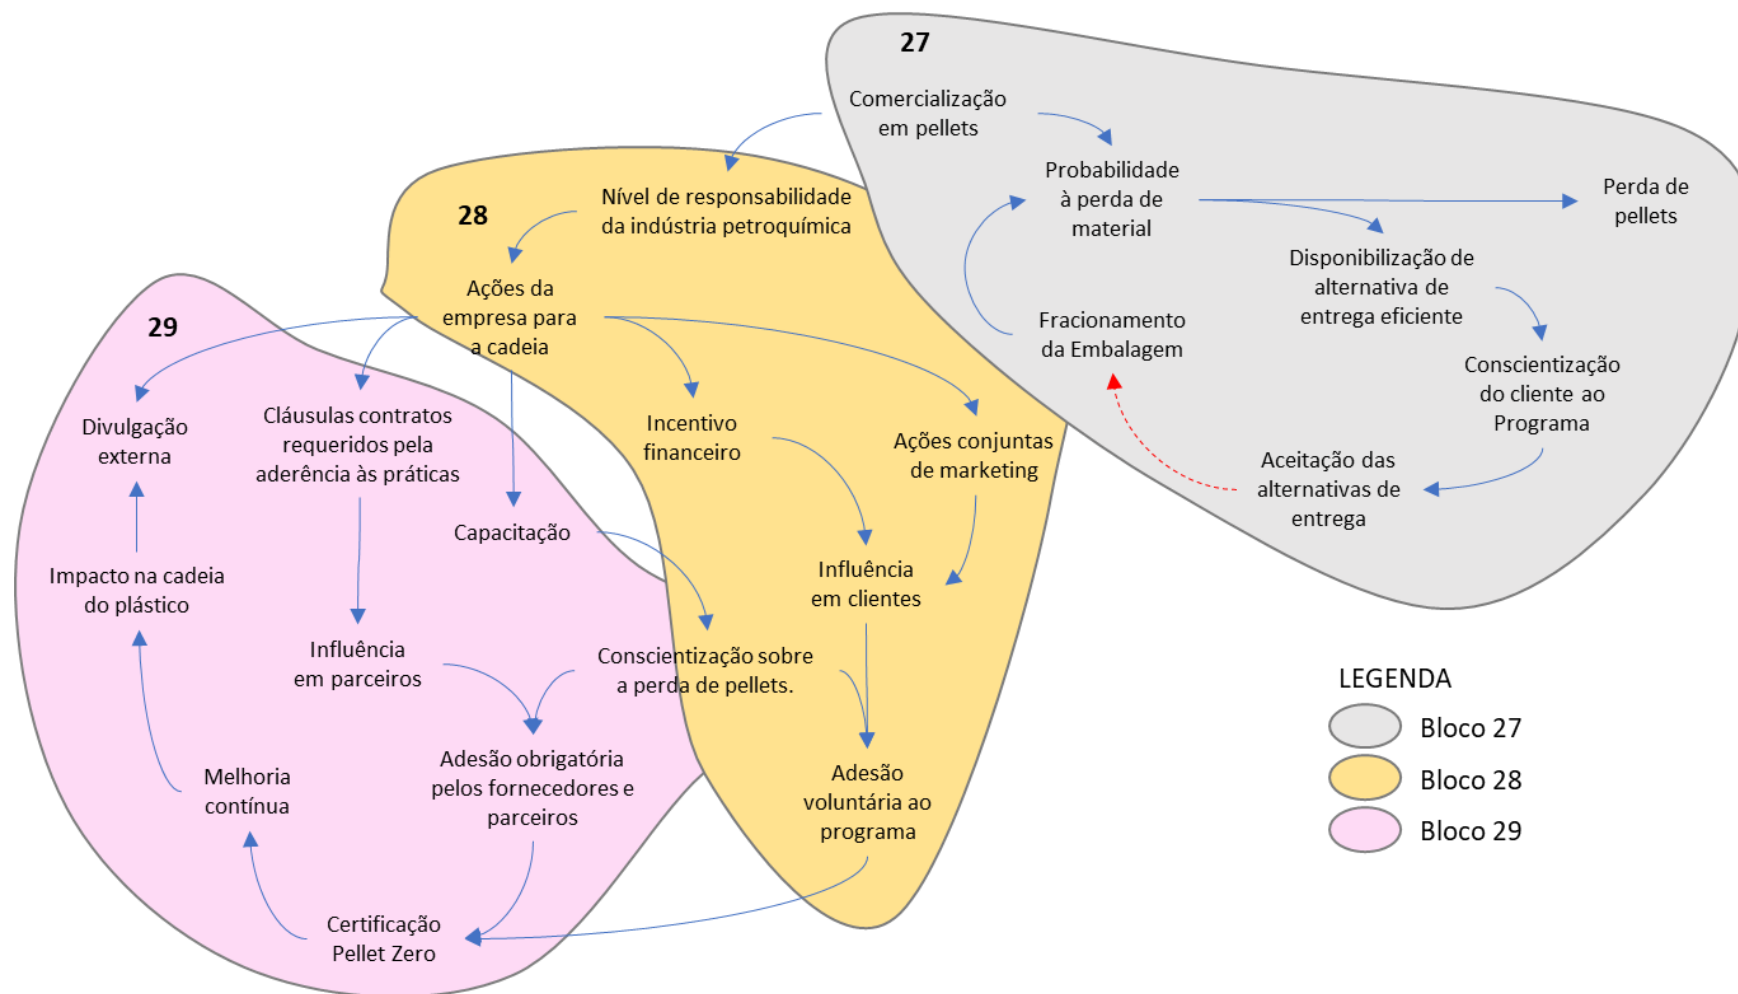 27
Comercialização
em pellets
Probabilidade
à perda de
material
Perda de
pellets
Disponibilização de
alternativa de
entrega eficiente
Fracionamento
da Embalagem
Conscientização
do cliente ao
Programa
Aceitação das
alternativas de
entrega
28
Nível de responsabilidade
da indústria petroquímica
Ações da
empresa para
a cadeia
Incentivo
financeiro
Ações conjuntas
de marketing
Influência
em clientes
Conscientização sobre
a perda de pellets.
Adesão
voluntária ao
programa
29
Divulgação
externa
Cláusulas contratos
requeridos pela
aderência às práticas
Capacitação
Impacto na cadeia
do plástico
Influência
em parceiros
Melhoria
contínua
Adesão obrigatória
pelos fornecedores e
parceiros
Certificação
Pellet Zero
LEGENDA
Bloco 27
Bloco 28
Bloco 29